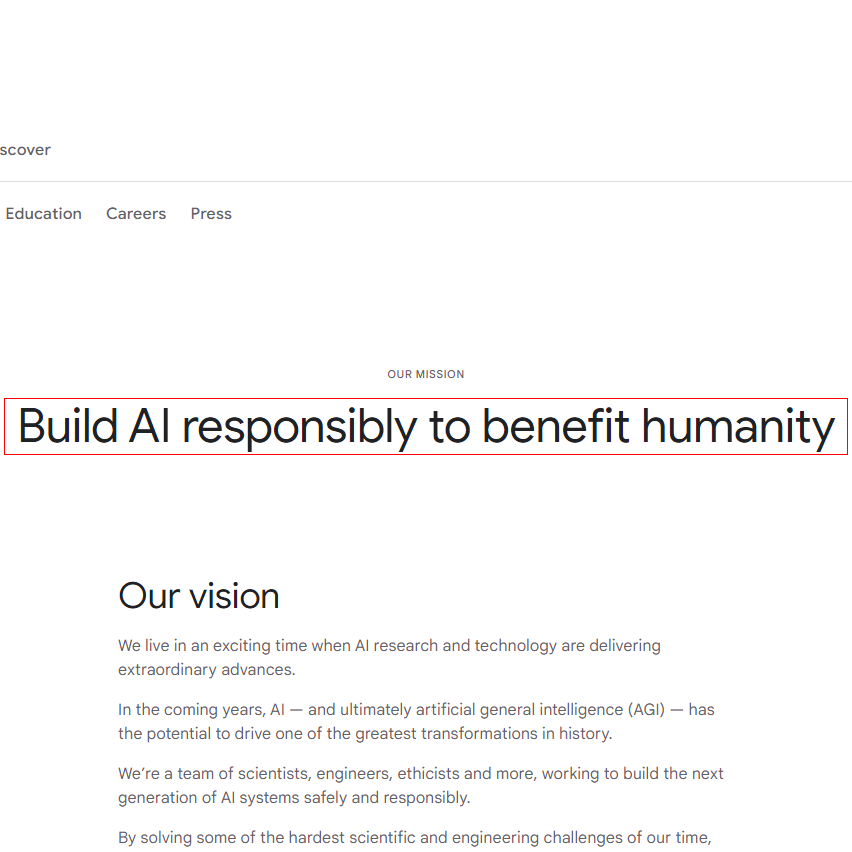 scover
Education Careers Press
OUR MISSION
Build AI responsibly to benefit humanity
Our vision
We live in an exciting time when AI research and technology are delivering
extraordinary advances.
In the coming years, AI — and ultimately artificial general intelligence (AGI) — has
the potential to drive one of the greatest transformations in history.
We’re a team of scientists, engineers, ethicists and more, working to build the next
generation of AI systems safely and responsibly.
By solving some of the hardest scientific and engineering challenges of our time,